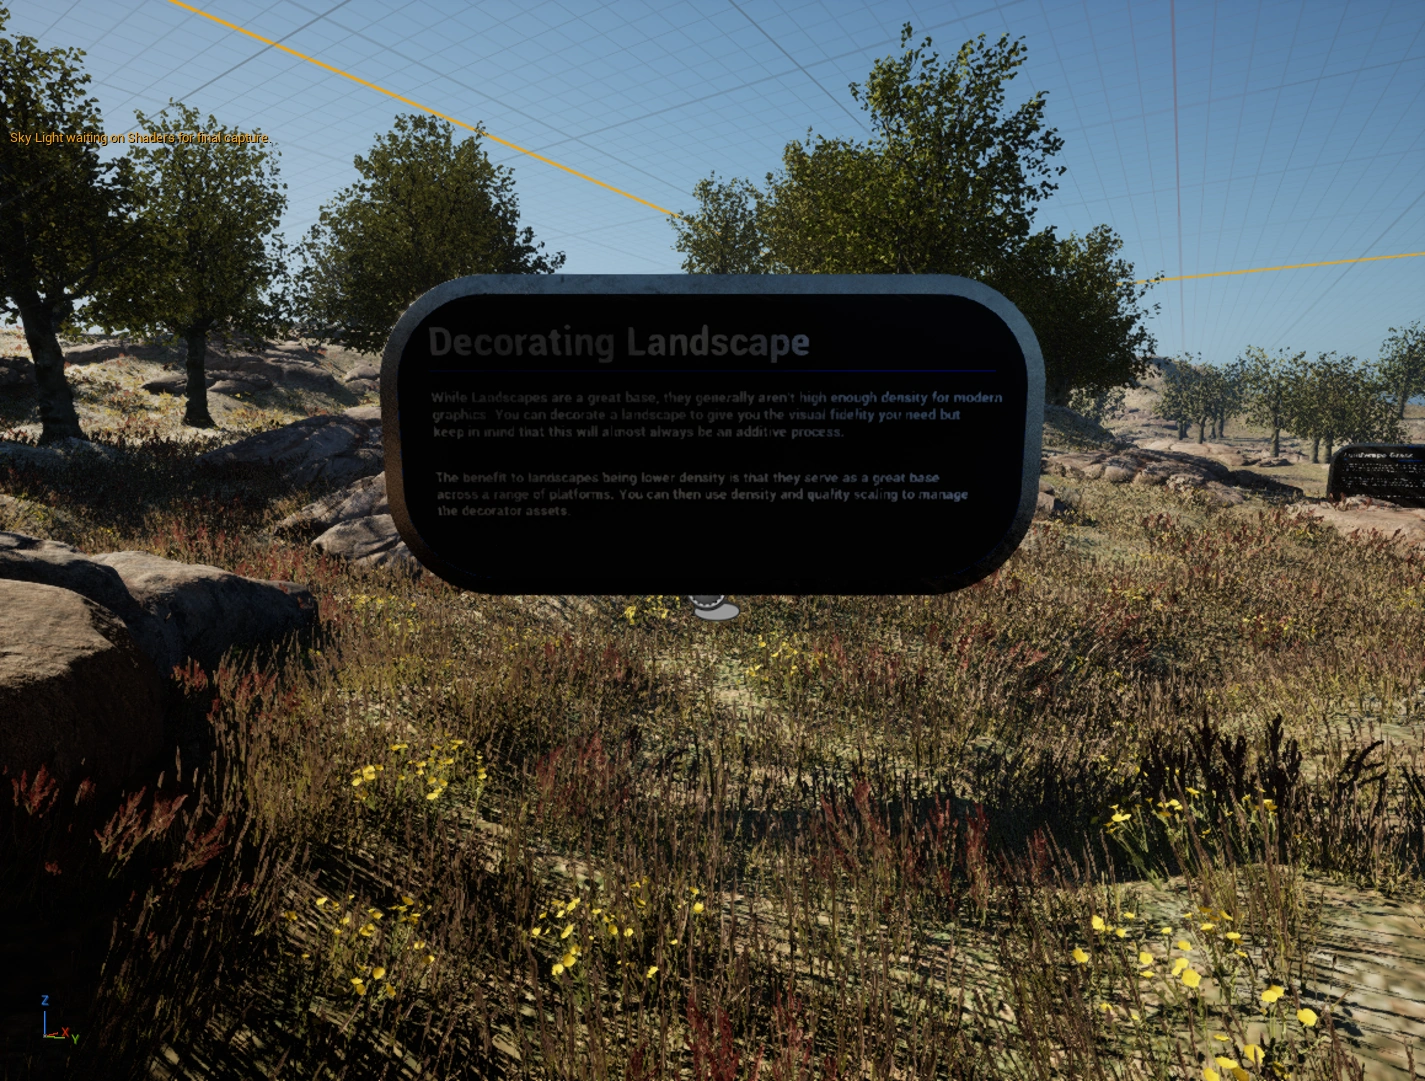 Sky Light waiting on Shaders for final capture.
Decorating Landscape
While Landscapes are a great base, they generally aren't high enough density for modern
graphics. You can decorate a landscape to give you the visual fidelity you need but
keep in mind that this will almost always be an additive process.
The benefit to landscapes being lower density is that they serve as a great base
across a range of platforms. You can then use density and quality scaling to manage
the decorator assets.
Landscape Grass
Z
X
Y